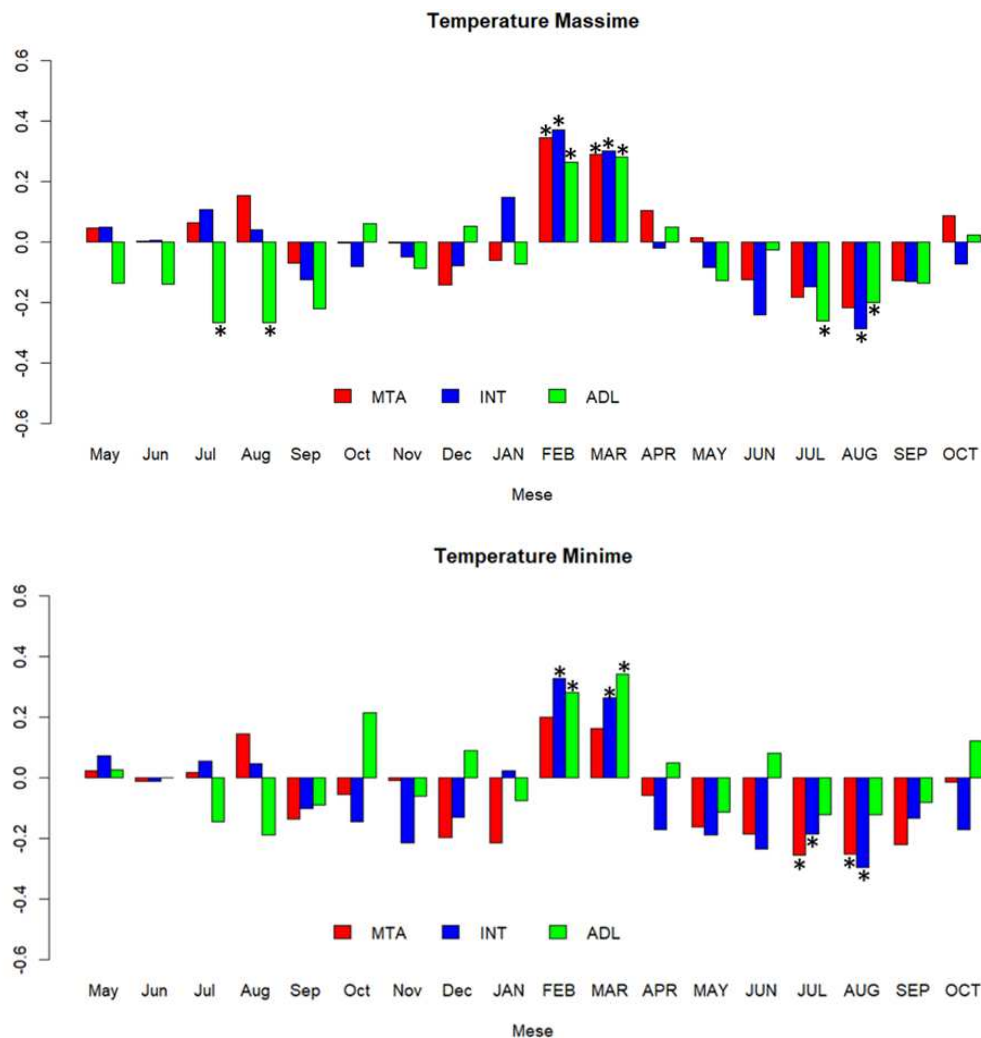 Temperature Massime
0.6
0.4
0.2
0.0
-0.2
-0.4
-0.6
* * * * * *
* * * * *
MTA INT ADL
May Jun Jul Aug Sep Oct Nov Dec JAN FEB MAR APR MAY JUN JUL AUG SEP OCT
Mese
Temperature Minime
0.6
0.4
0.2
0.0
-0.2
-0.4
-0.6
* * * *
* * * *
MTA INT ADL
May Jun Jul Aug Sep Oct Nov Dec JAN FEB MAR APR MAY JUN JUL AUG SEP OCT
Mese